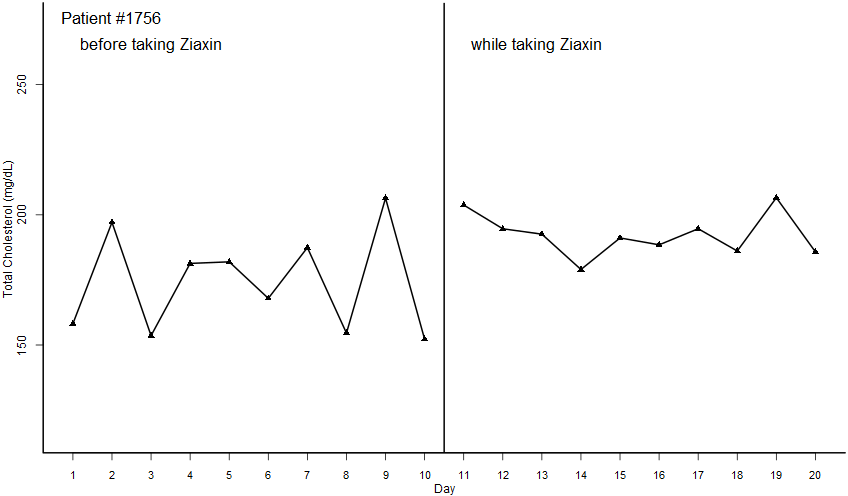 Patient #1756
before taking Ziaxin
while taking Ziaxin
Total Cholesterol (mg/dL)
250
200
150
1 2 3 4 5 6 7 8 9 10 11 12 13 14 15 16 17 18 19 20
Day